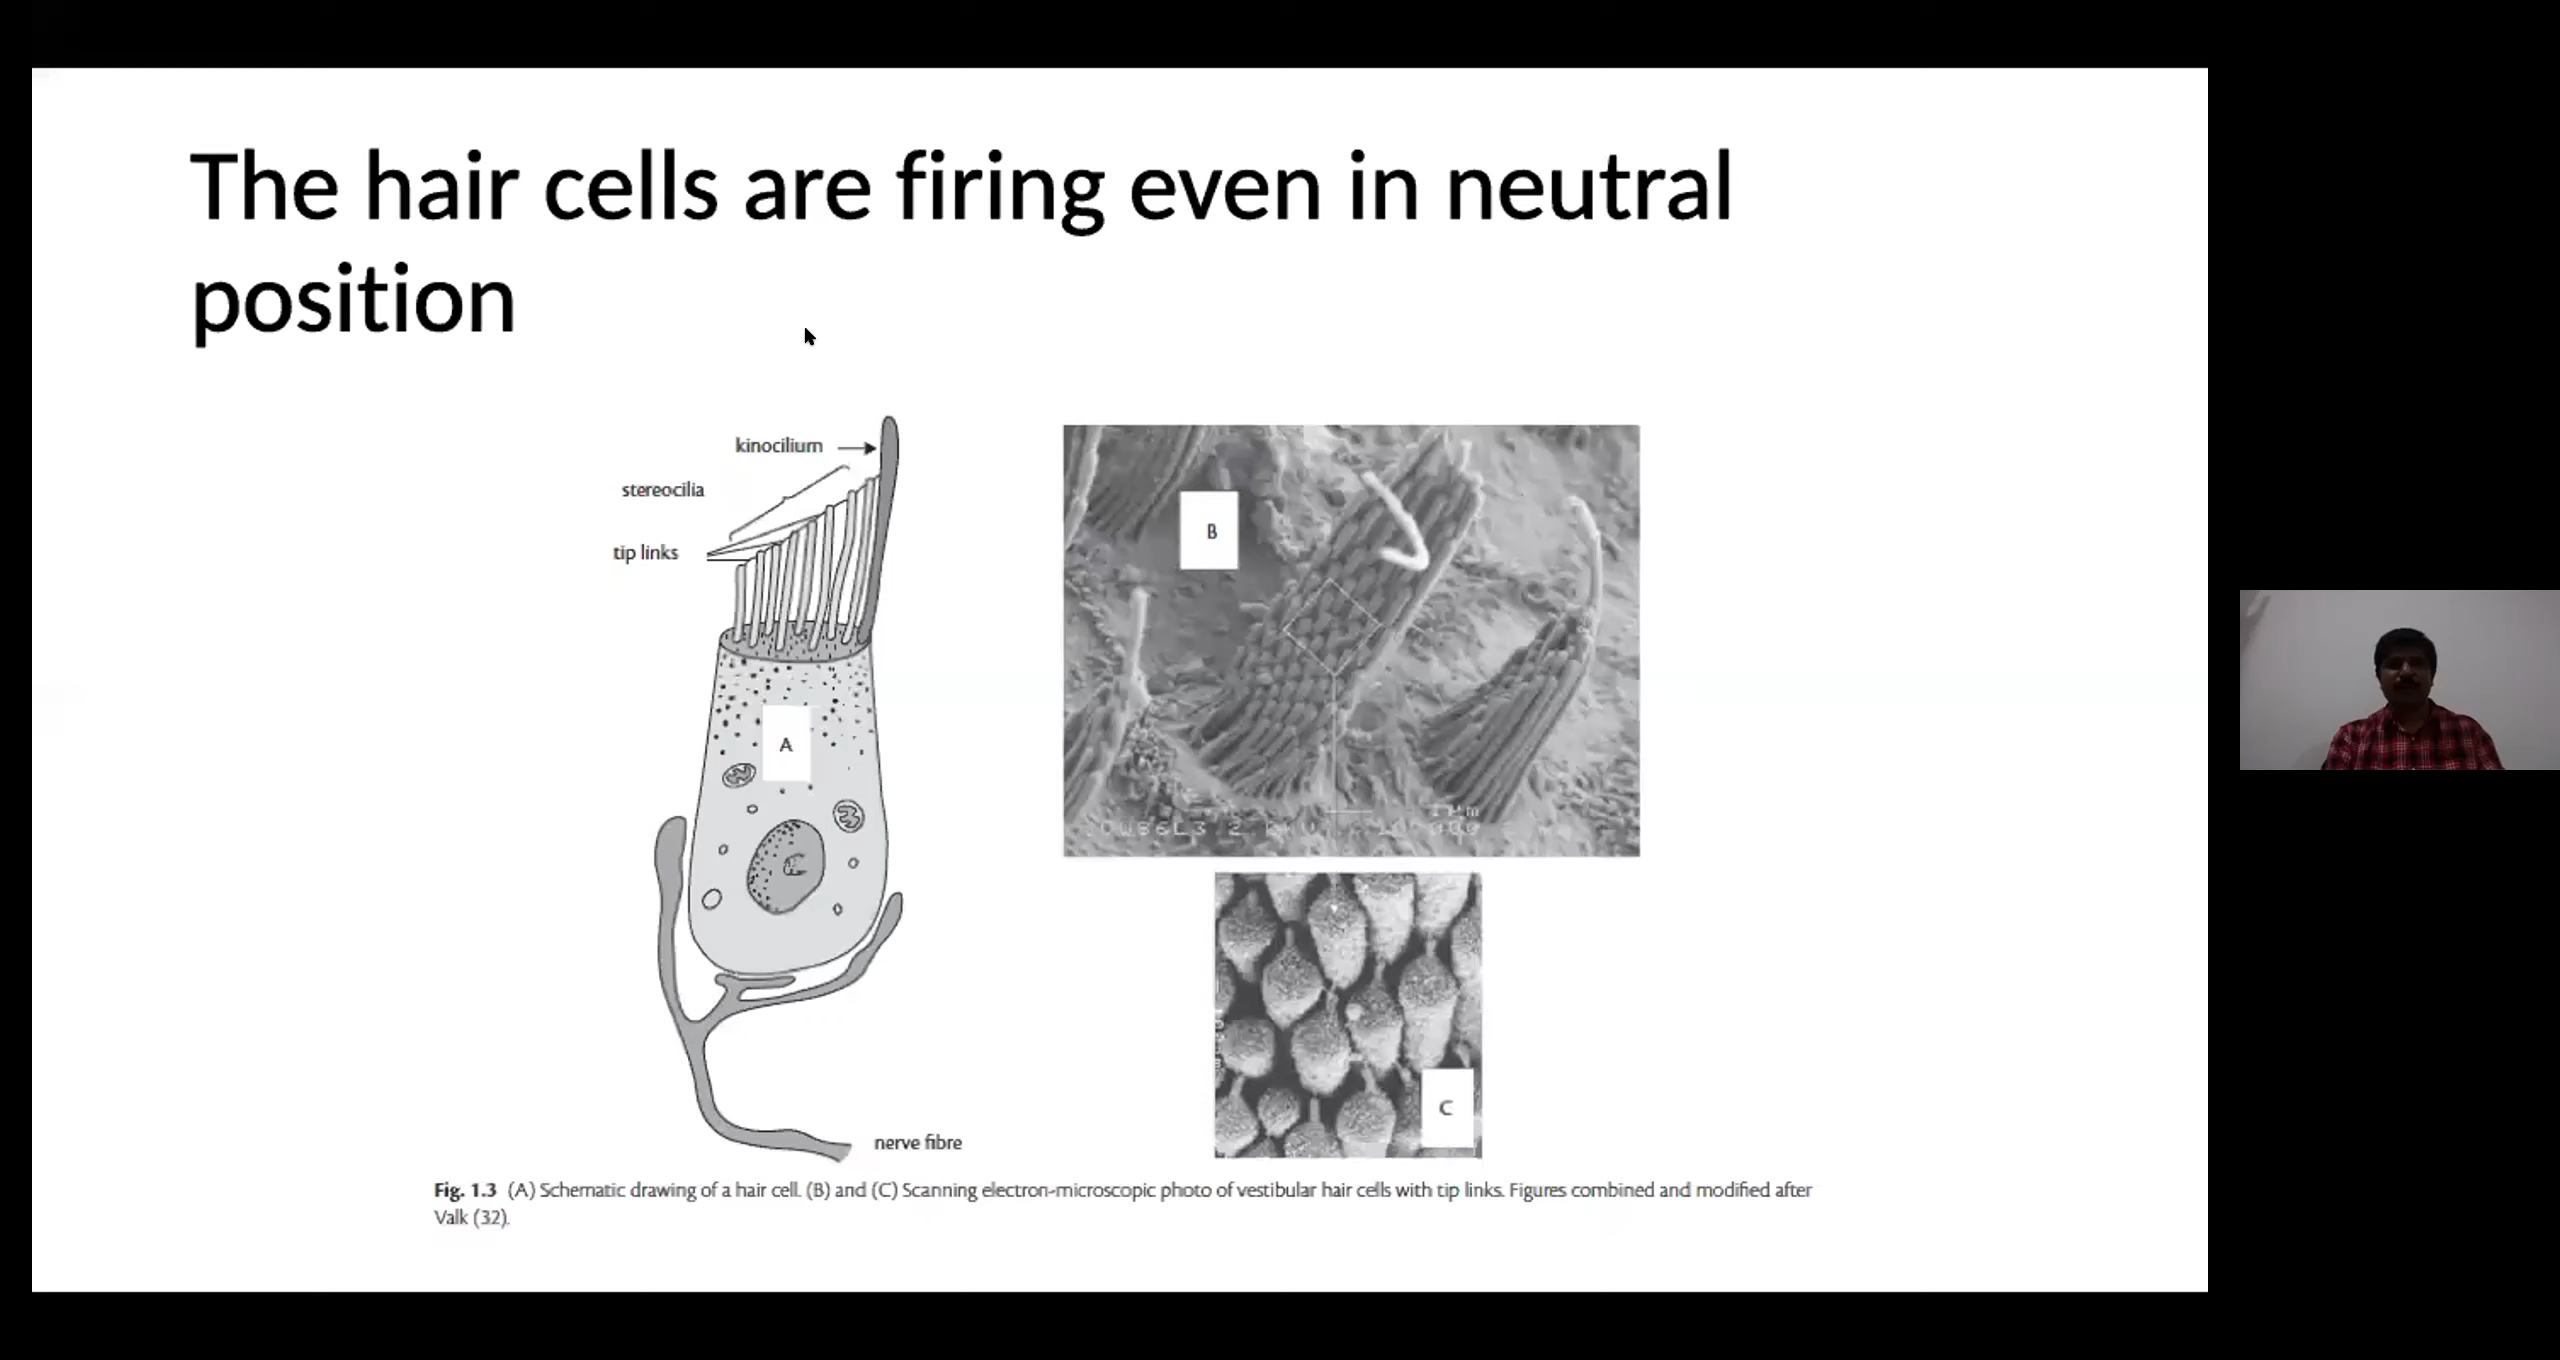 The hair cells are firing even in neutral
position
kinocilium
stereocilia
tip links
A
B
C
nerve fibre
Fig. 1.3 (A) Schematic drawing of a hair cell. (B) and (C) Scanning electron-microscopic photo of vestibular hair cells with tip links. Figures combined and modified after
Valk (32).